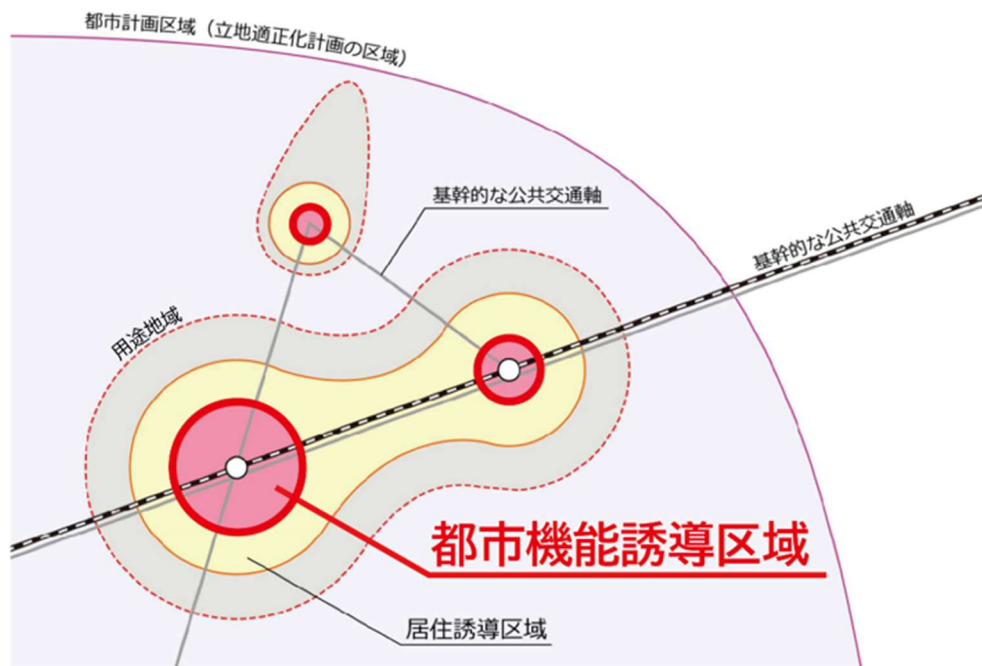 都市計画区域（立地適正化計画の区域）
基幹的な公共交通軸
基幹的な公共交通軸
用途地域
都市機能誘導区域
居住誘導区域